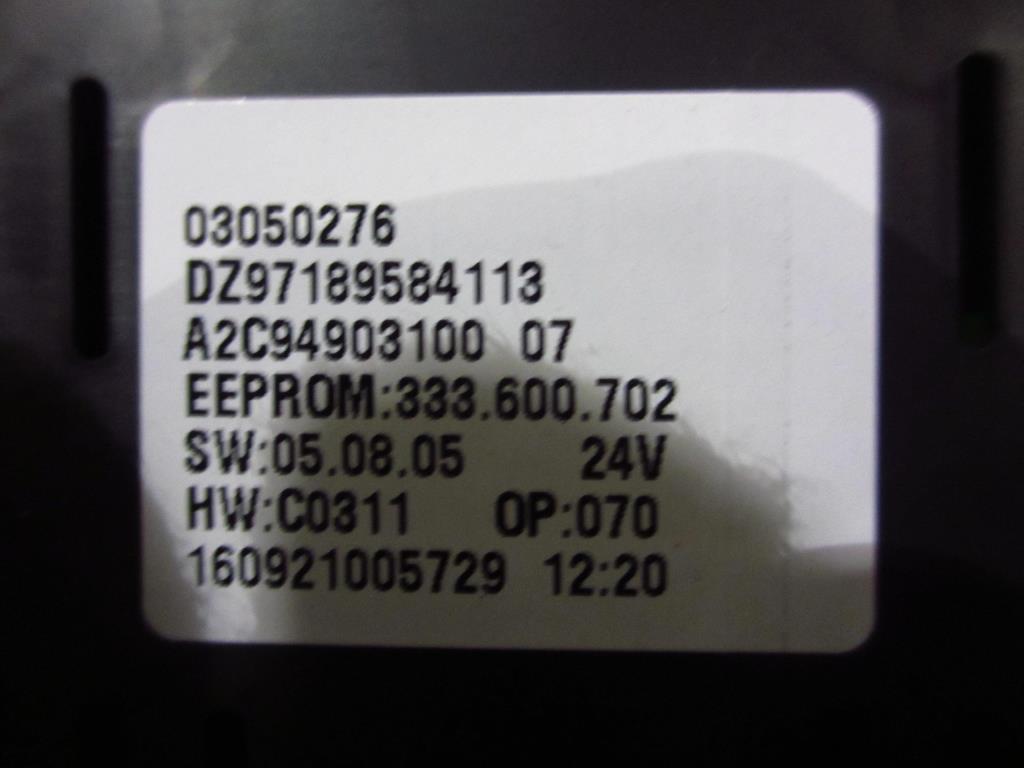 03050276
DZ97189584113
A2C94903100 07
EEPROM:333.600.702
SW:05.08.05 24V
HW:C0311 OP:070
160921005729 12:20